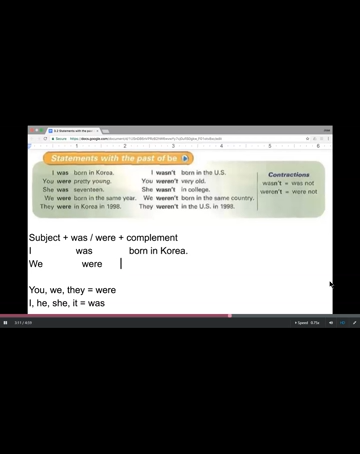 Statements with the past of be
I was born in Korea. I wasn't born in the U.S.
You were pretty young. You weren't very old.
She was seventeen. She wasn't in college.
We were born in the same year. We weren't born in the same country.
They were in Korea in 1998. They weren't in the U.S. in 1998.
Contractions
wasn't = was not
weren't = were not
Subject + was / were + complement
I was born in Korea.
We were
You, we, they = were
I, he, she, it = was